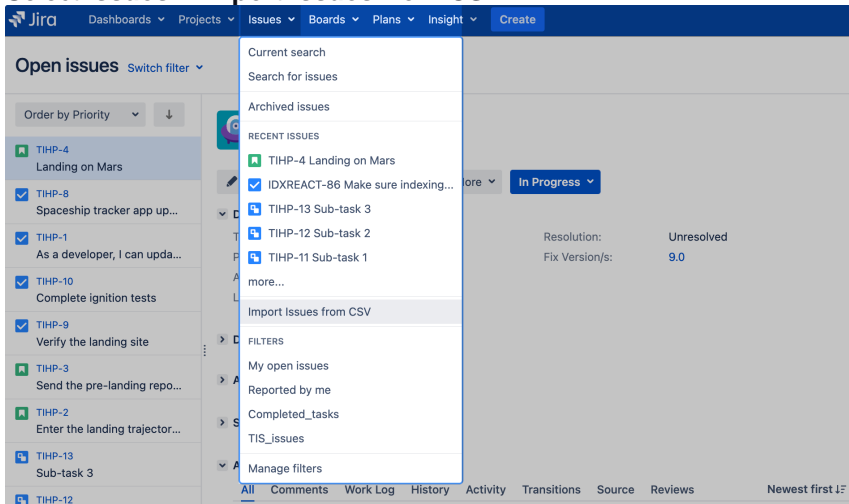 Jira Dashboards Projects Issues Boards Plans Insight Create
Open issues Switch filter
Order by Priority
TIHP-4
Landing on Mars
TIHP-8
Spaceship tracker app up...
TIHP-1
As a developer, I can upda...
TIHP-10
Complete ignition tests
TIHP-9
Verify the landing site
TIHP-3
Send the pre-landing repo...
TIHP-2
Enter the landing trajector...
TIHP-13
Sub-task 3
TIHP-12
Current search
Search for issues
Archived issues
RECENT ISSUES
TIHP-4 Landing on Mars
IDXREACT-86 Make sure indexing...
TIHP-13 Sub-task 3
TIHP-12 Sub-task 2
TIHP-11 Sub-task 1
more...
Import Issues from CSV
FILTERS
My open issues
Reported by me
Completed_tasks
TIS_issues
Manage filters
In Progress
Resolution: Unresolved
Fix Version/s: 9.0
All Comments Work Log History Activity Transitions Source Reviews Newest first